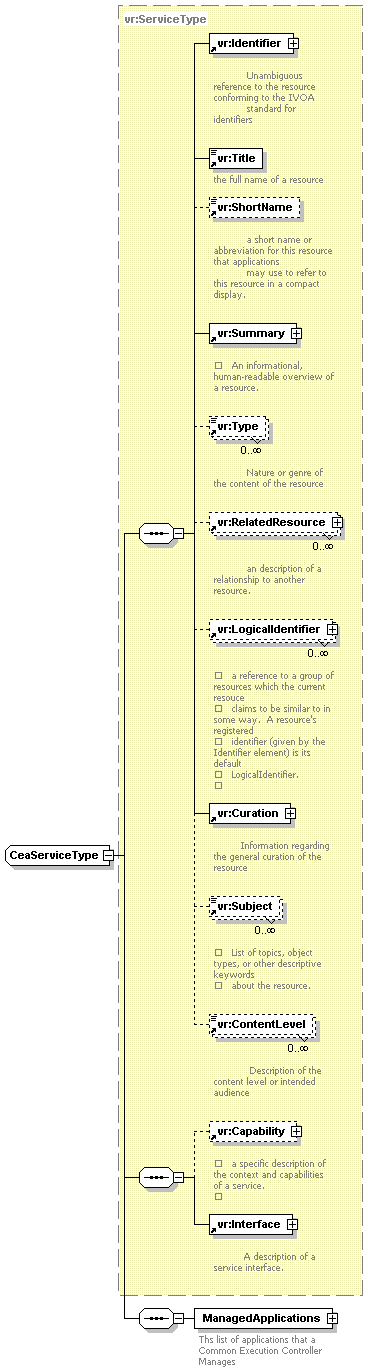 vr:ServiceType
vr:Identifier
Unambiguous
reference to the resource
conforming to the IVOA
standard for
identifiers
vr:Title
the full name of a resource
vr:ShortName
a short name or
abbreviation for this resource
that applications
may use to refer to
this resource in a compact
display.
vr:Summary
An informational,
human-readable overview of
a resource.
vr:Type
0..∞
Nature or genre of
the content of the resource
vr:RelatedResource
0..∞
an description of a
relationship to another
resource.
vr:LogicalIdentifier
0..∞
a reference to a group of
resources which the current
resouce
claims to be similar to in
some way. A resource's
registered
identifier (given by the
Identifier element) is its
default
LogicalIdentifier.
vr:Curation
Information regarding
the general curation of the
resource
CeaServiceType
vr:Subject
0..∞
List of topics, object
types, or other descriptive
keywords
about the resource.
vr:ContentLevel
0..∞
Description of the
content level or intended
audience
vr:Capability
a specific description of
the context and capabilities
of a service.
vr:Interface
A description of a
service interface.
ManagedApplications
Ths list of applications that a
Common Execution Controller
Manages